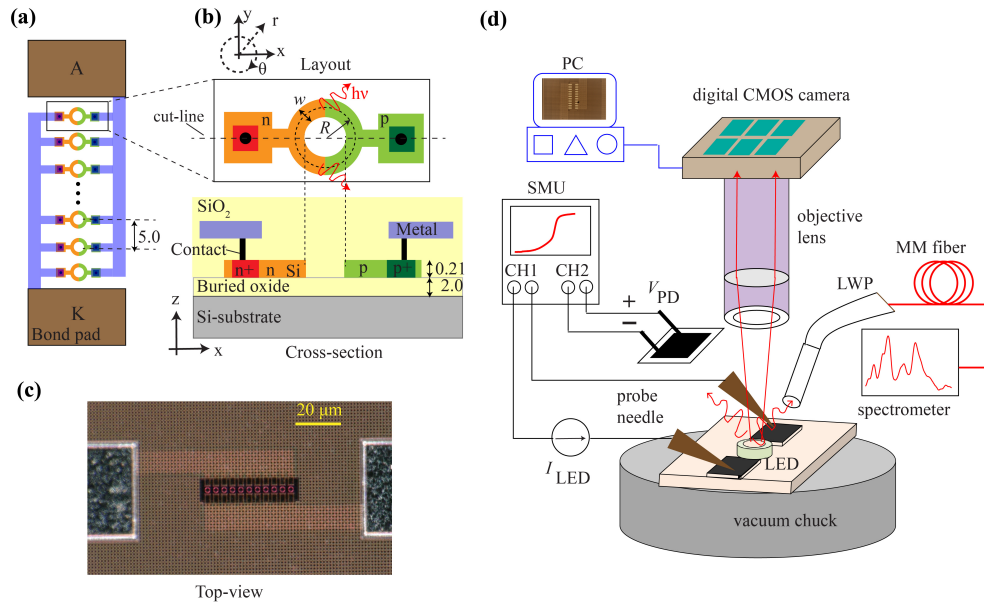 (a)
A
5.0
K
Bond pad
(b)
y
r
x
θ
Layout
hν
w
n
R
p
cut-line
SiO2
Contact
Metal
n+
n
Si
p
p+
0.21
Buried oxide
2.0
z
Si-substrate
x
Cross-section
(c)
20 μm
Top-view
(d)
PC
digital CMOS camera
SMU
CH1
CH2
objective
lens
MM fiber
LWP
+
VPD
−
probe
needle
spectrometer
ILED
LED
vacuum chuck